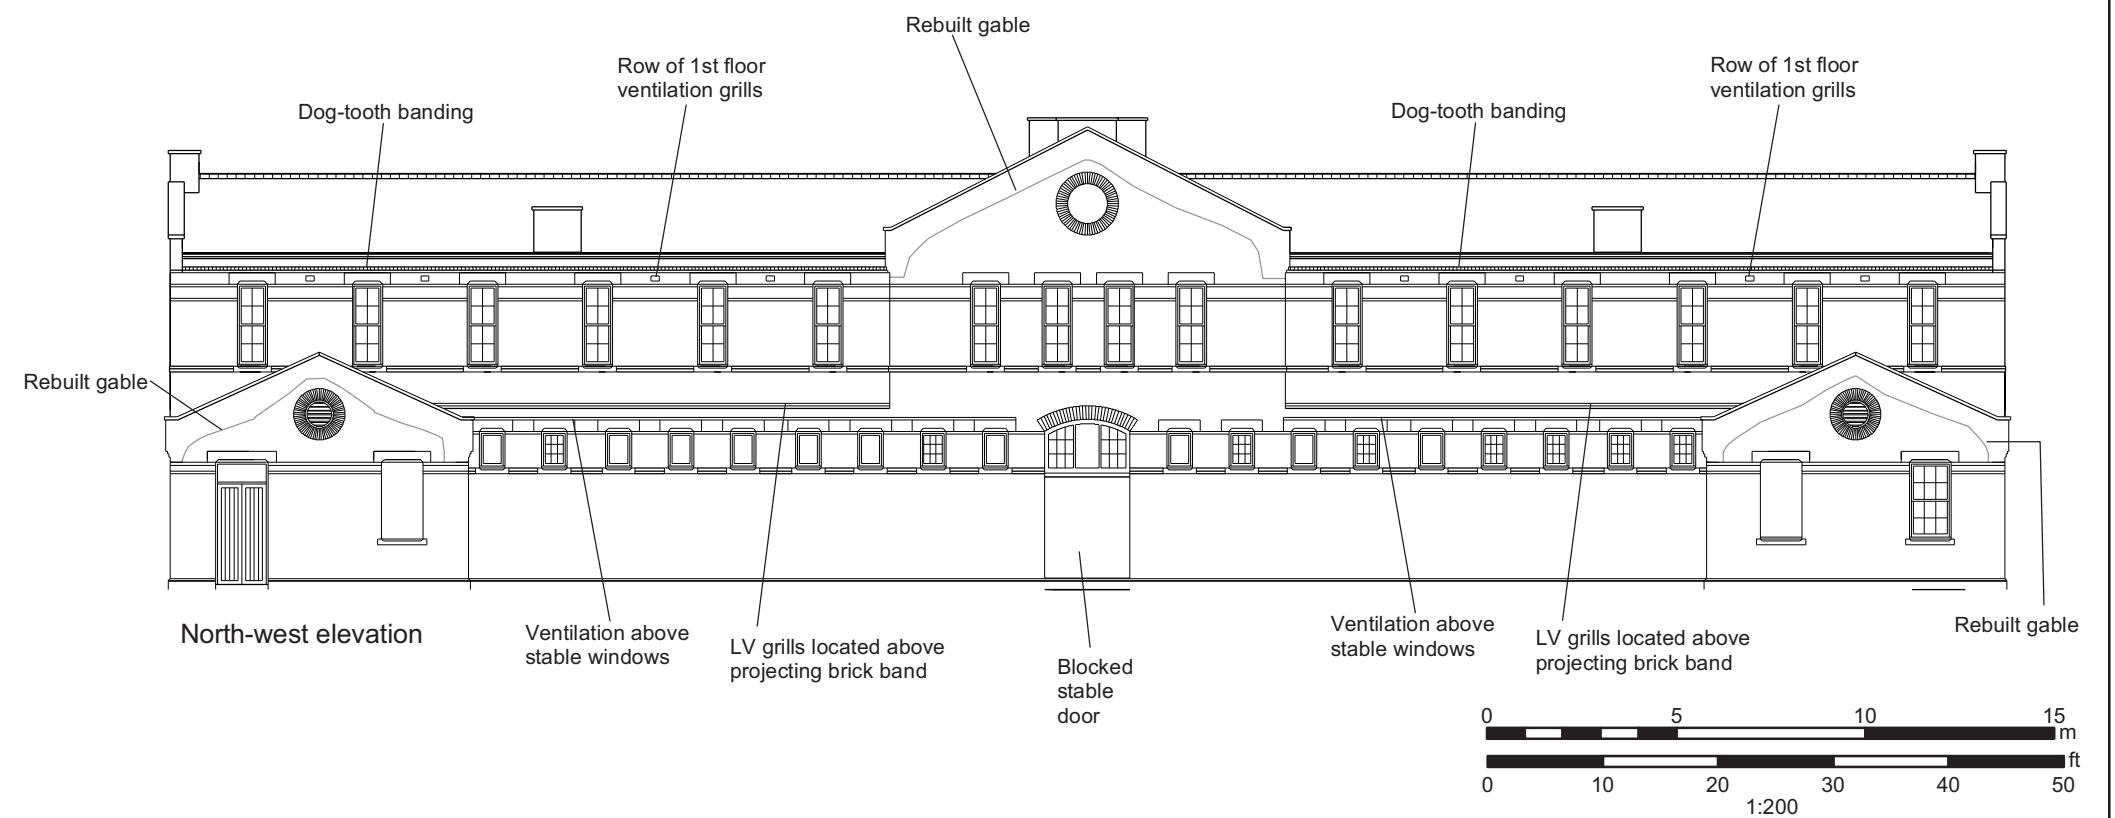 Rebuilt gable
Row of 1st floor
ventilation grills
Row of 1st floor
ventilation grills
Dog-tooth banding
Dog-tooth banding
Rebuilt gable
North-west elevation
Ventilation above
stable windows
LV grills located above
projecting brick band
Blocked
stable
door
Ventilation above
stable windows
LV grills located above
projecting brick band
Rebuilt gable
0 5 10 15
m
ft
0 10 20 30 40 50
1:200